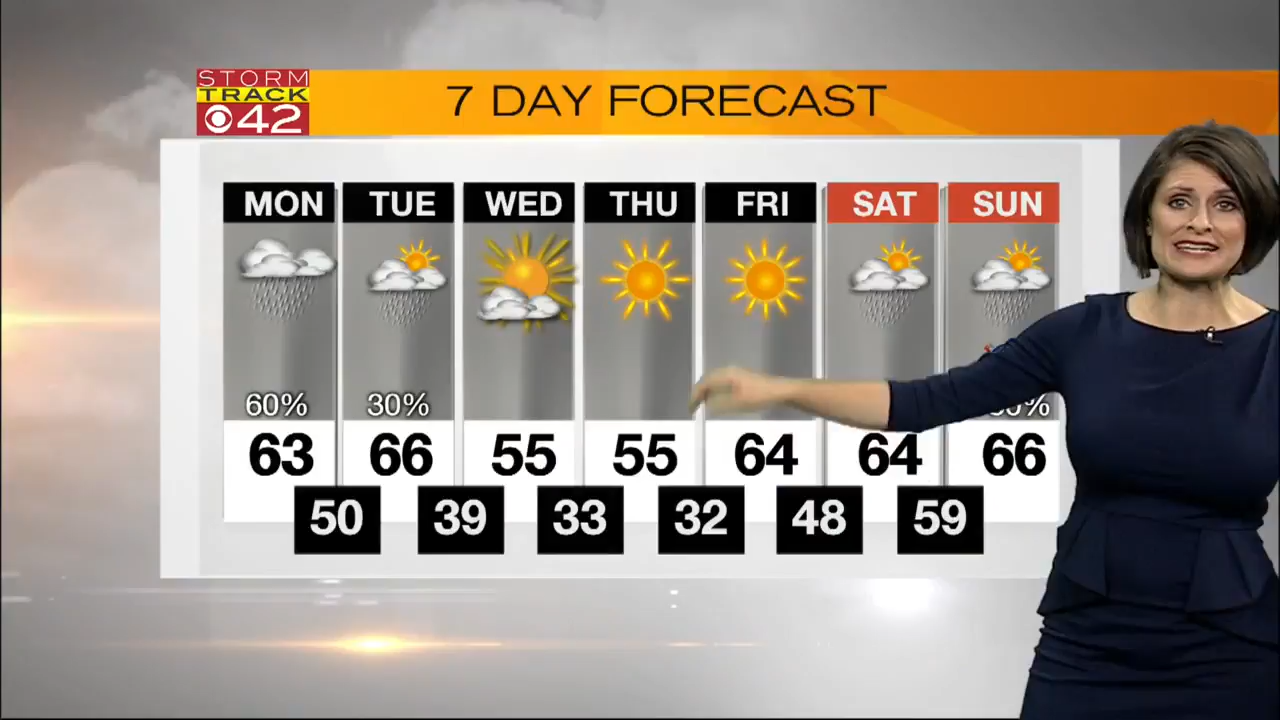 STORM
TRACK
42
7 DAY FORECAST
MON TUE WED THU FRI SAT SUN
60% 30%
63 66 55 55 64 64 66
50 39 33 32 48 59